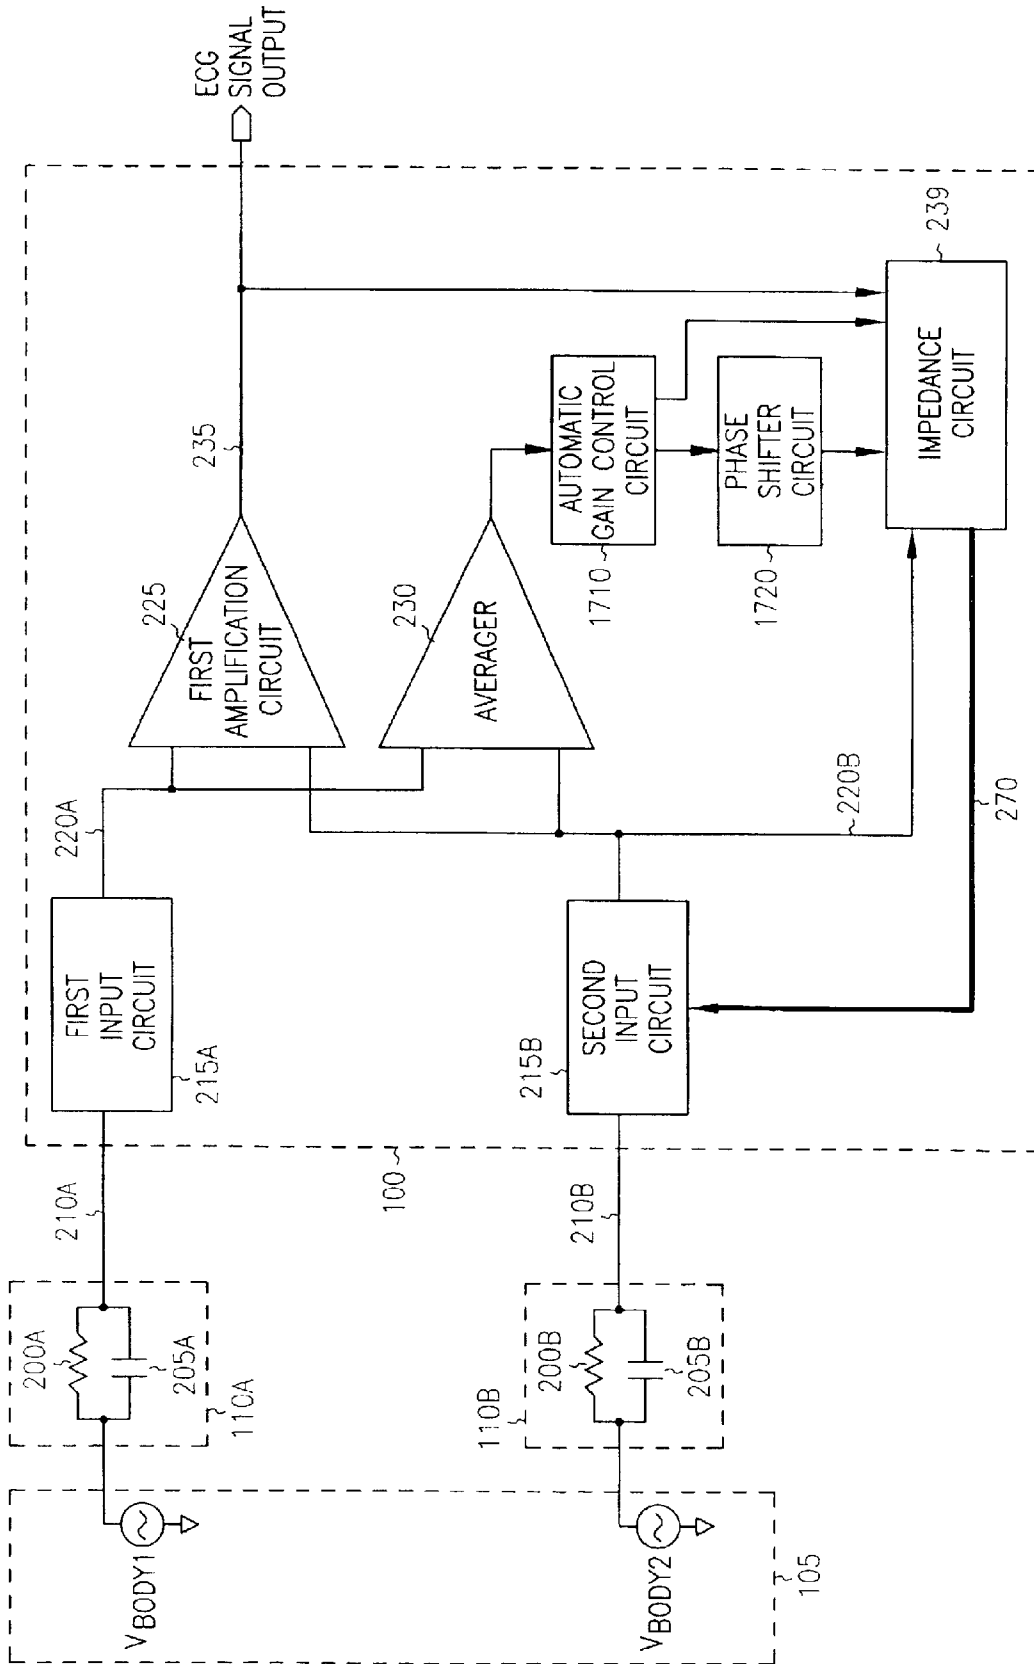 ECG
SIGNAL
OUTPUT
235
239
225
FIRST
AMPLIFICATION
CIRCUIT
230
AVERAGER
AUTOMATIC
GAIN CONTROL
CIRCUIT
1710
PHASE
SHIFTER
CIRCUIT
1720
IMPEDANCE
CIRCUIT
220A
220B
270
FIRST
INPUT
CIRCUIT
215A
SECOND
INPUT
CIRCUIT
215B
100
210A
210B
200A
205A
110A
200B
205B
110B
VBODY1
VBODY2
105